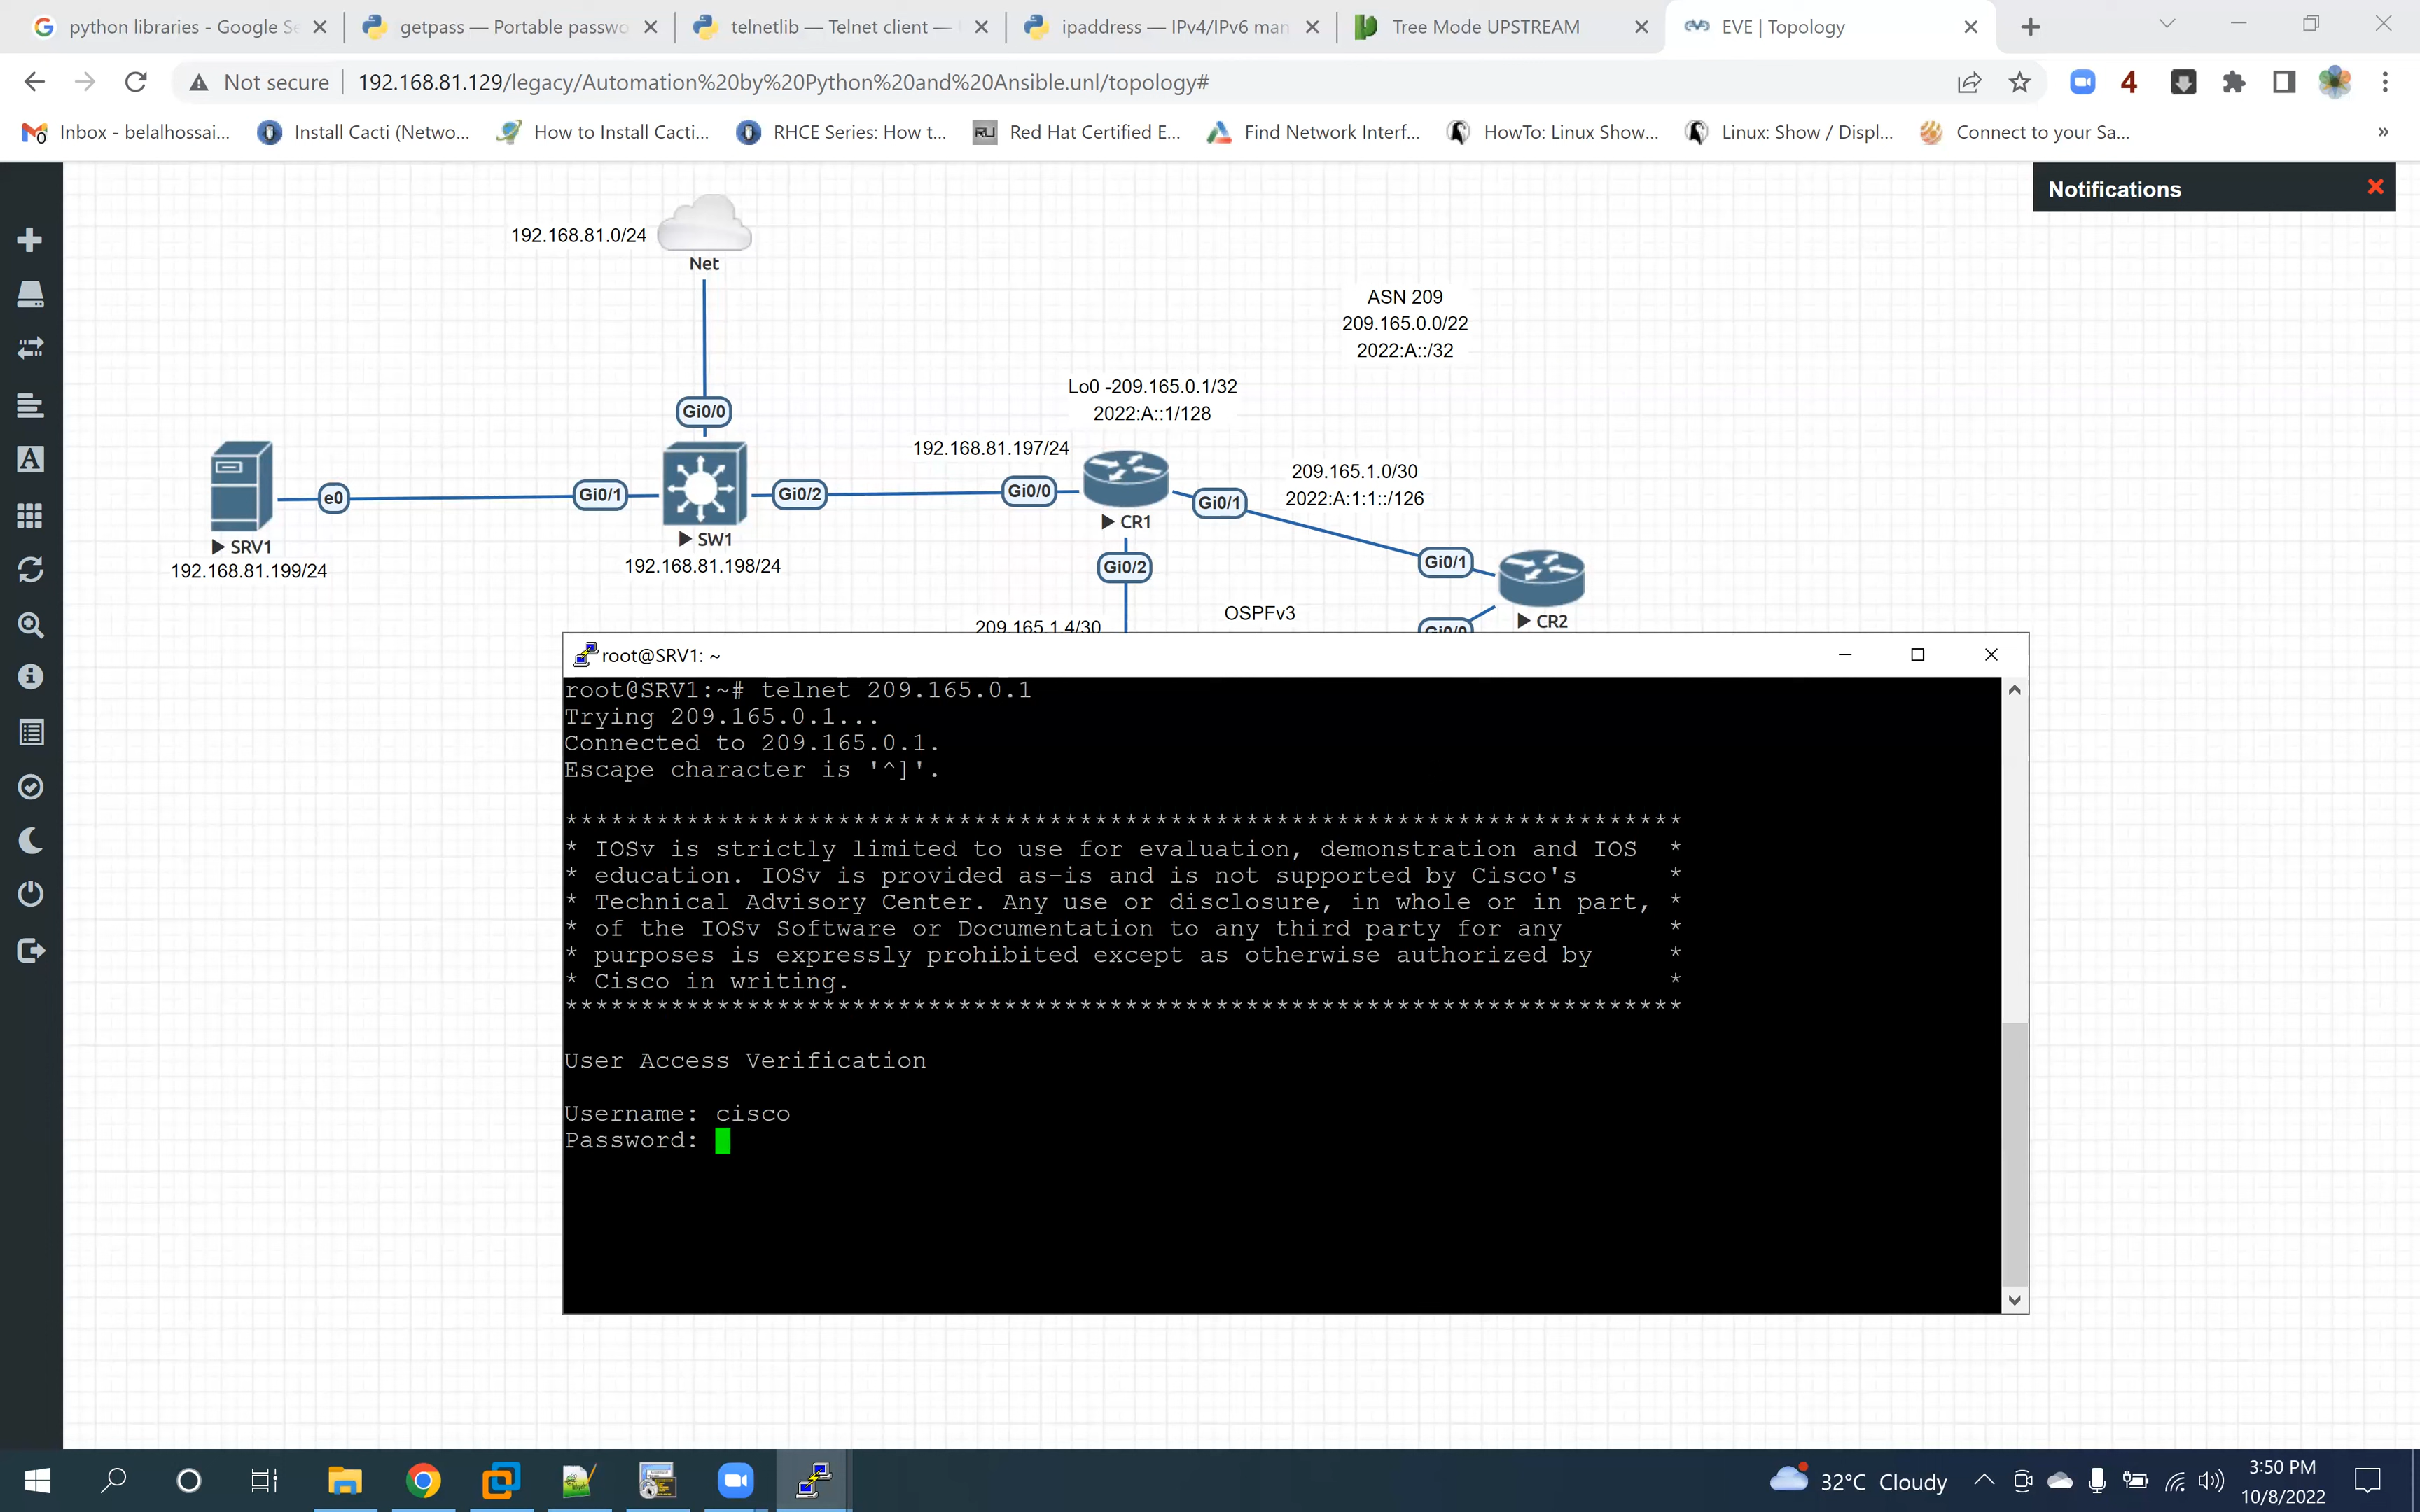 python libraries - Google Se
getpass — Portable passwo
telnetlib — Telnet client —
ipaddress — IPv4/IPv6 man
Tree Mode UPSTREAM
EVE | Topology
Not secure
192.168.81.129/legacy/Automation%20by%20Python%20and%20Ansible.unl/topology#
4
Inbox - belalhossai...
Install Cacti (Netwo...
How to Install Cacti...
RHCE Series: How t...
RU
Red Hat Certified E...
Find Network Interf...
HowTo: Linux Show...
Linux: Show / Displ...
Connect to your Sa...
»
Notifications
192.168.81.0/24
Net
ASN 209
209.165.0.0/22
2022:A::/32
Lo0 -209.165.0.1/32
2022:A::1/128
Gi0/0
192.168.81.197/24
209.165.1.0/30
2022:A:1:1::/126
e0
Gi0/1
Gi0/2
Gi0/0
Gi0/1
CR1
SRV1
192.168.81.199/24
SW1
192.168.81.198/24
Gi0/2
Gi0/1
OSPFv3
209.165.1.4/30
Gi0/0
CR2
root@SRV1: ~
root@SRV1:~# telnet 209.165.0.1
Trying 209.165.0.1...
Connected to 209.165.0.1.
Escape character is '^]'.
**************************************************************************
* IOSv is strictly limited to use for evaluation, demonstration and IOS  *
* education. IOSv is provided as-is and is not supported by Cisco's      *
* Technical Advisory Center. Any use or disclosure, in whole or in part, *
* of the IOSv Software or Documentation to any third party for any       *
* purposes is expressly prohibited except as otherwise authorized by     *
* Cisco in writing.                                                      *
**************************************************************************
User Access Verification
Username: cisco
Password:
32°C Cloudy
3:50 PM
10/8/2022